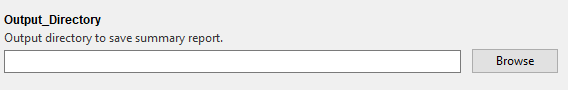 Output_Directory
Output directory to save summary report.
Browse